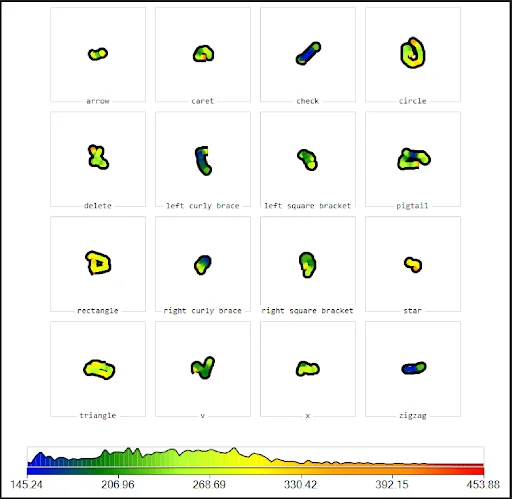 arrow caret check circle
delete left curly brace left square bracket pigtail
rectangle right curly brace right square bracket star
triangle v x zigzag
145.24 206.96 268.69 330.42 392.15 453.88